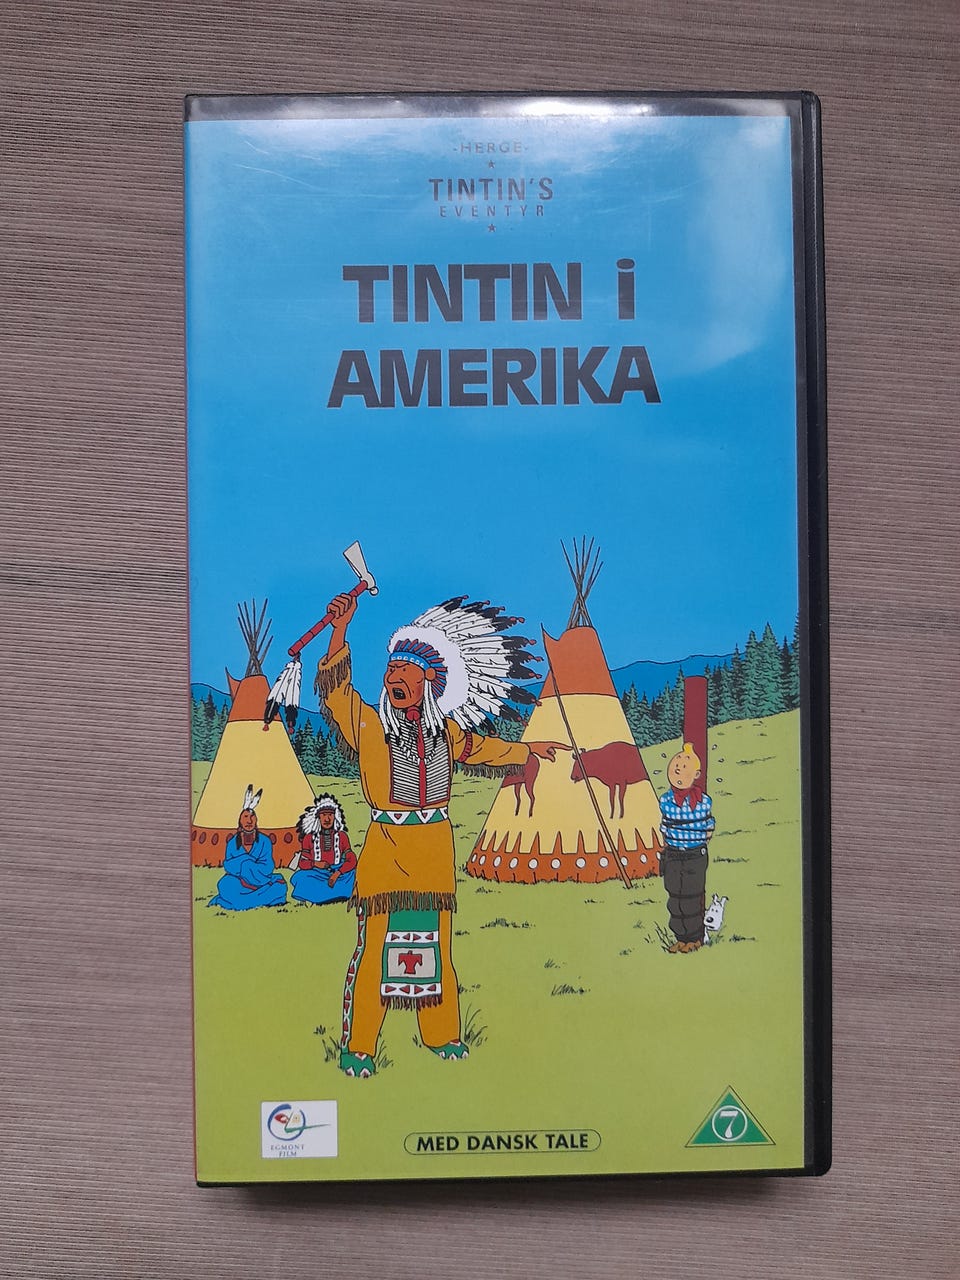 -HERGE-
TINTIN'S
EVENTYR
TINTIN i
AMERIKA
EGMONT
FILM
MED DANSK TALE
7